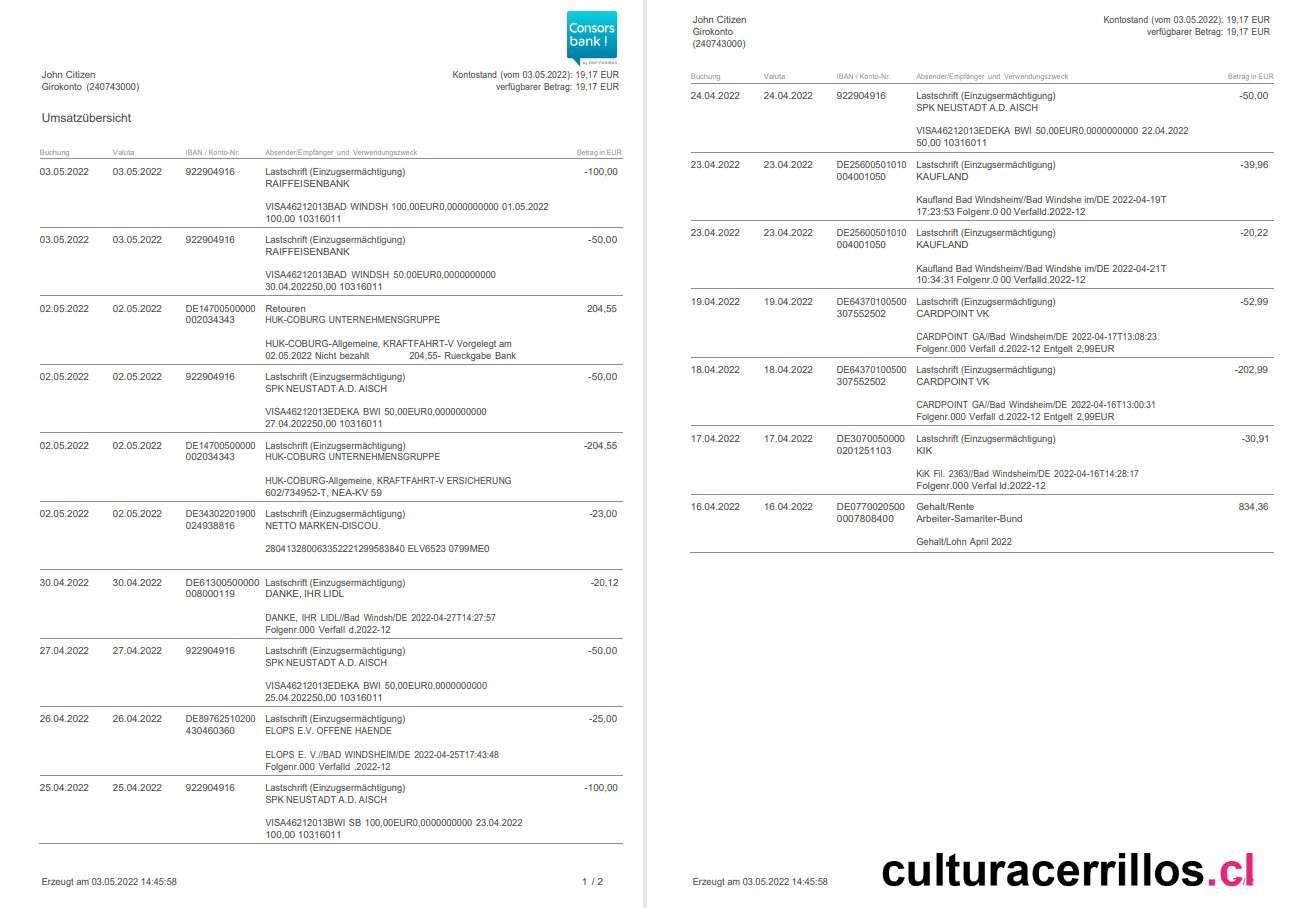 Consors
bank!
by BNP PARIBAS
John Citizen
Girokonto (240743000)
Kontostand (vom 03.05.2022): 19,17 EUR
verfügbarer Betrag: 19,17 EUR
Umsatzübersicht
Buchung Valuta IBAN / Konto-Nr. Absender/Empfänger und Verwendungszweck Betrag in EUR
03.05.2022 03.05.2022 922904916 Lastschrift (Einzugsermächtigung) -100,00
RAIFFEISENBANK
VISA46212013BAD WINDSH 100,00EUR0,0000000000 01.05.2022
100,00 10316011
03.05.2022 03.05.2022 922904916 Lastschrift (Einzugsermächtigung) -50,00
RAIFFEISENBANK
VISA46212013BAD WINDSH 50,00EUR0,0000000000
30.04.202250,00 10316011
02.05.2022 02.05.2022 DE14700500000 Retouren 204,55
002034343 HUK-COBURG UNTERNEHMENSGRUPPE
HUK-COBURG-Allgemeine, KRAFTFAHRT-V Vorgelegt am
02.05.2022 Nicht bezahlt 204,55- Rueckgabe Bank
02.05.2022 02.05.2022 922904916 Lastschrift (Einzugsermächtigung) -50,00
SPK NEUSTADT A.D. AISCH
VISA46212013EDEKA BWI 50,00EUR0,0000000000
27.04.202250,00 10316011
02.05.2022 02.05.2022 DE14700500000 Lastschrift (Einzugsermächtigung) -204,55
002034343 HUK-COBURG UNTERNEHMENSGRUPPE
HUK-COBURG-Allgemeine, KRAFTFAHRT-V ERSICHERUNG
602/734952-T, NEA-KV 59
02.05.2022 02.05.2022 DE34302201900 Lastschrift (Einzugsermächtigung) -23,00
024938816 NETTO MARKEN-DISCOU.
28041328006335222129​9583840 ELV6523 0799ME0
30.04.2022 30.04.2022 DE61300500000 Lastschrift (Einzugsermächtigung) -20,12
008000119 DANKE, IHR LIDL
DANKE, IHR LIDL//Bad Windsh/DE 2022-04-27T14:27:57
Folgenr.000 Verfall d.2022-12
27.04.2022 27.04.2022 922904916 Lastschrift (Einzugsermächtigung) -50,00
SPK NEUSTADT A.D. AISCH
VISA46212013EDEKA BWI 50,00EUR0,0000000000
25.04.202250,00 10316011
26.04.2022 26.04.2022 DE89762510200 Lastschrift (Einzugsermächtigung) -25,00
430460360 ELOPS E.V. OFFENE HAENDE
ELOPS E. V.//BAD WINDSHEIM/DE 2022-04-25T17:43:48
Folgenr.000 Verfalld .2022-12
25.04.2022 25.04.2022 922904916 Lastschrift (Einzugsermächtigung) -100,00
SPK NEUSTADT A.D. AISCH
VISA46212013BWI SB 100,00EUR0,0000000000 23.04.2022
100,00 10316011
Erzeugt am 03.05.2022 14:45:58 1 / 2
John Citizen
Girokonto
(240743000)
Kontostand (vom 03.05.2022): 19,17 EUR
verfügbarer Betrag: 19,17 EUR
Buchung Valuta IBAN / Konto-Nr. Absender/Empfänger und Verwendungszweck Betrag in EUR
24.04.2022 24.04.2022 922904916 Lastschrift (Einzugsermächtigung) -50,00
SPK NEUSTADT A.D. AISCH
VISA46212013EDEKA BWI 50,00EUR0,0000000000 22.04.2022
50,00 10316011
23.04.2022 23.04.2022 DE25600501010 Lastschrift (Einzugsermächtigung) -39,96
004001050 KAUFLAND
Kaufland Bad Windsheim//Bad Windshe im/DE 2022-04-19T
17:23:53 Folgenr.0 00 Verfalld.2022-12
23.04.2022 23.04.2022 DE25600501010 Lastschrift (Einzugsermächtigung) -20,22
004001050 KAUFLAND
Kaufland Bad Windsheim//Bad Windshe im/DE 2022-04-21T
10:34:31 Folgenr.0 00 Verfalld.2022-12
19.04.2022 19.04.2022 DE64370100500 Lastschrift (Einzugsermächtigung) -52,99
307552502 CARDPOINT VK
CARDPOINT GA//Bad Windsheim/DE 2022-04-17T13:08:23
Folgenr.000 Verfall d.2022-12 Entgelt 2,99EUR
18.04.2022 18.04.2022 DE64370100500 Lastschrift (Einzugsermächtigung) -202,99
307552502 CARDPOINT VK
CARDPOINT GA//Bad Windsheim/DE 2022-04-16T13:00:31
Folgenr.000 Verfall d.2022-12 Entgelt 2,99EUR
17.04.2022 17.04.2022 DE3070050000 Lastschrift (Einzugsermächtigung) -30,91
0201251103 KIK
KiK Fil. 2363//Bad Windsheim/DE 2022-04-16T14:28:17
Folgenr.000 Verfal ld.2022-12
16.04.2022 16.04.2022 DE0770020500 Gehalt/Rente 834,36
0007808400 Arbeiter-Samariter-Bund
Gehalt/Lohn April 2022
Erzeugt am 03.05.2022 14:45:58
culturacerrillos.cl